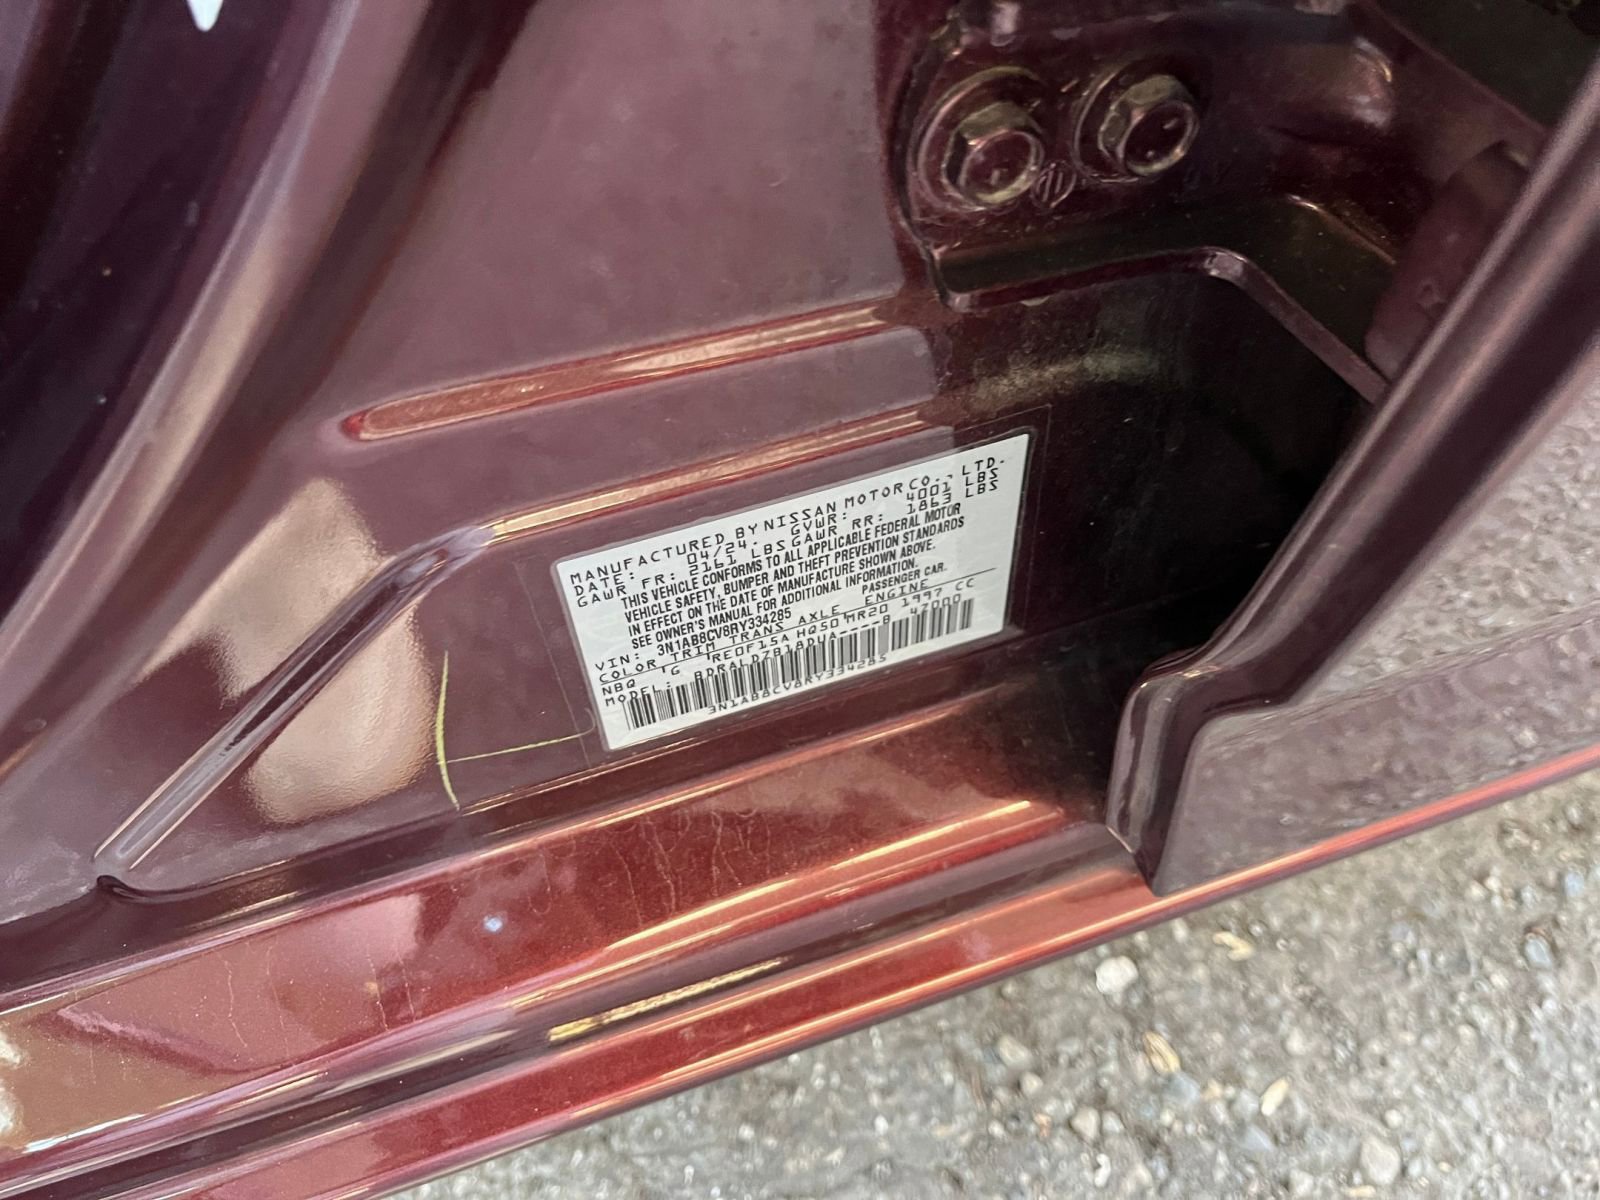 MANUFACTURED BY NISSAN MOTOR CO., LTD.
DATE: 04/24: GVWR: 4001 LBS
GAWR FR: 2161 LBS GAWR RR: 1863 LBS
THIS VEHICLE CONFORMS TO ALL APPLICABLE FEDERAL MOTOR
VEHICLE SAFETY, BUMPER AND THEFT PREVENTION STANDARDS
IN EFFECT ON THE DATE OF MANUFACTURE SHOWN ABOVE.
SEE OWNER'S MANUAL FOR ADDITIONAL INFORMATION.
VIN: 3N1AB8CV8RY334285 PASSENGER CAR.
COLOR TRIM TRANS AXLE ENGINE
NBQ G RE0F15A HQ50 MR20 1997 CC
MODEL: BDRALDZB18DUA----B 47000
3N1AB8CV8RY334285